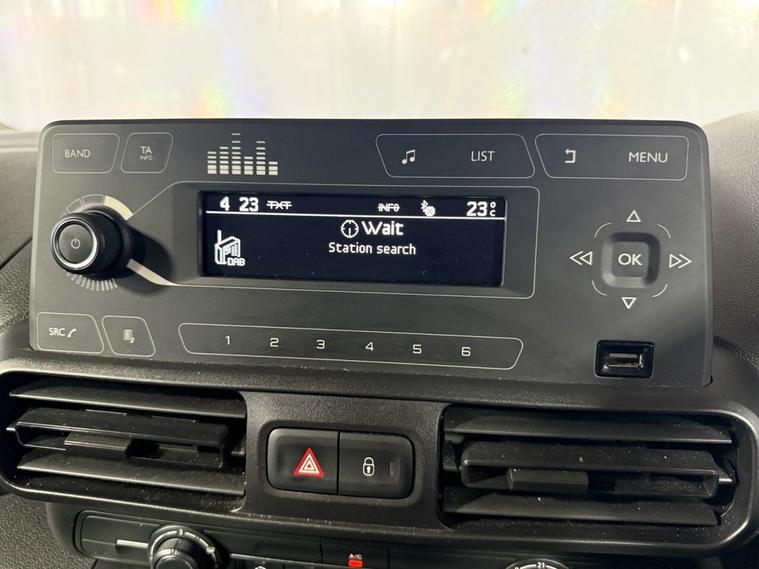 BAND
TA
INFO
LIST
MENU
4 23 TXT INFO 23°C
Wait
Station search
DAB
OK
SRC
1 2 3 4 5 6
A/C
21